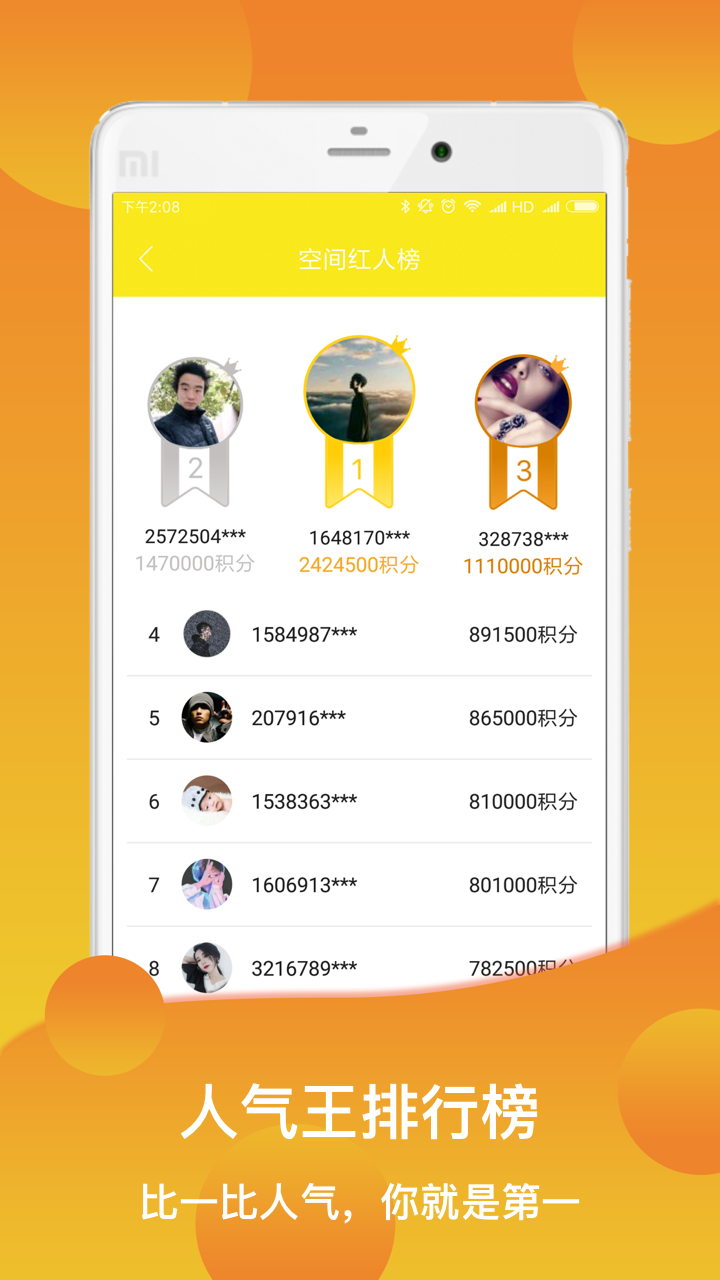 mi
下午2:08 HD
空间红人榜
2 1 3
2572504*** 1648170*** 328738***
1470000积分 2424500积分 1110000积分
4 1584987*** 891500积分
5 207916*** 865000积分
6 1538363*** 810000积分
7 1606913*** 801000积分
8 3216789*** 782500积分
人气王排行榜
比一比人气，你就是第一